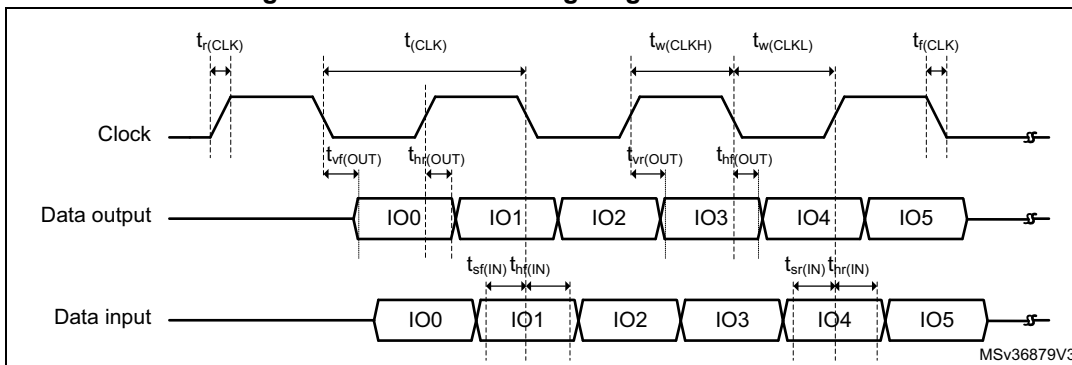 t_r(CLK) t_(CLK) t_w(CLKH) t_w(CLKL) t_f(CLK)
Clock
t_vf(OUT) t_hr(OUT) t_vr(OUT) t_hf(OUT)
Data output IO0 IO1 IO2 IO3 IO4 IO5
t_sf(IN) t_hf(IN) t_sr(IN) t_hr(IN)
Data input IO0 IO1 IO2 IO3 IO4 IO5
MSv36879V3